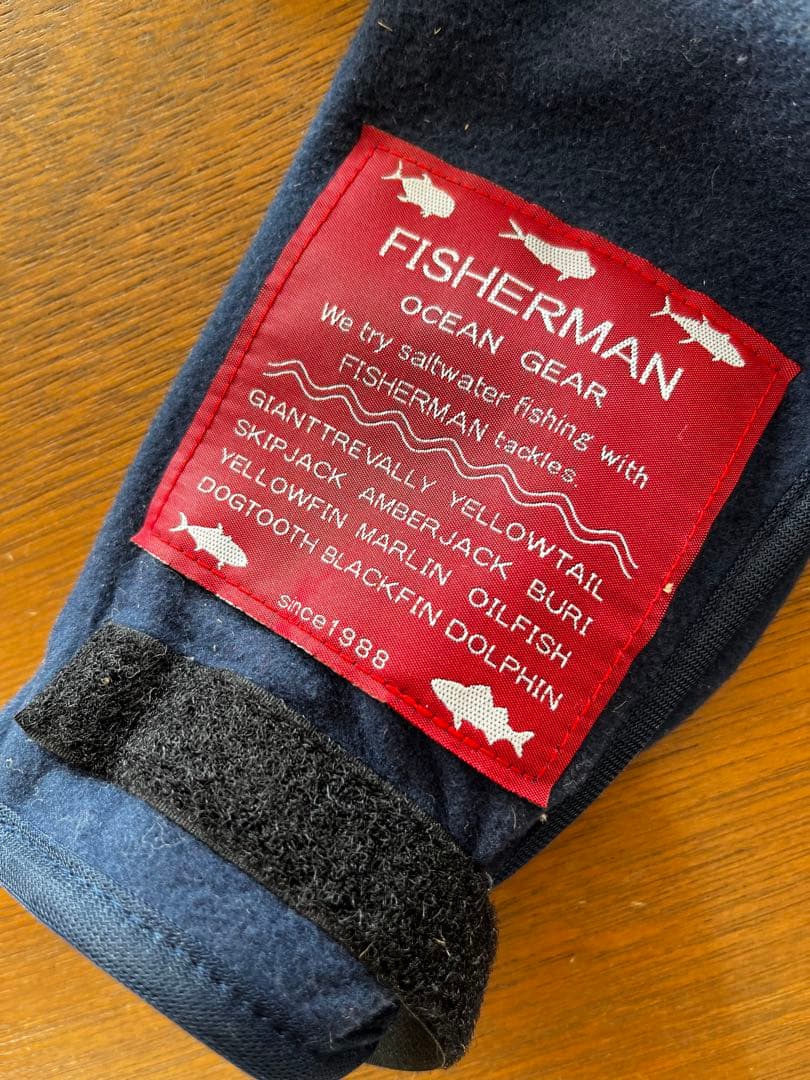 FISHERMAN
OCEAN GEAR
We try saltwater fishing with
FISHERMAN tackles.
GIANTTREVALLY YELLOWTAIL
SKIPJACK AMBERJACK BURI
YELLOWFIN MARLIN OILFISH
DOGTOOTH BLACKFIN DOLPHIN
since1988